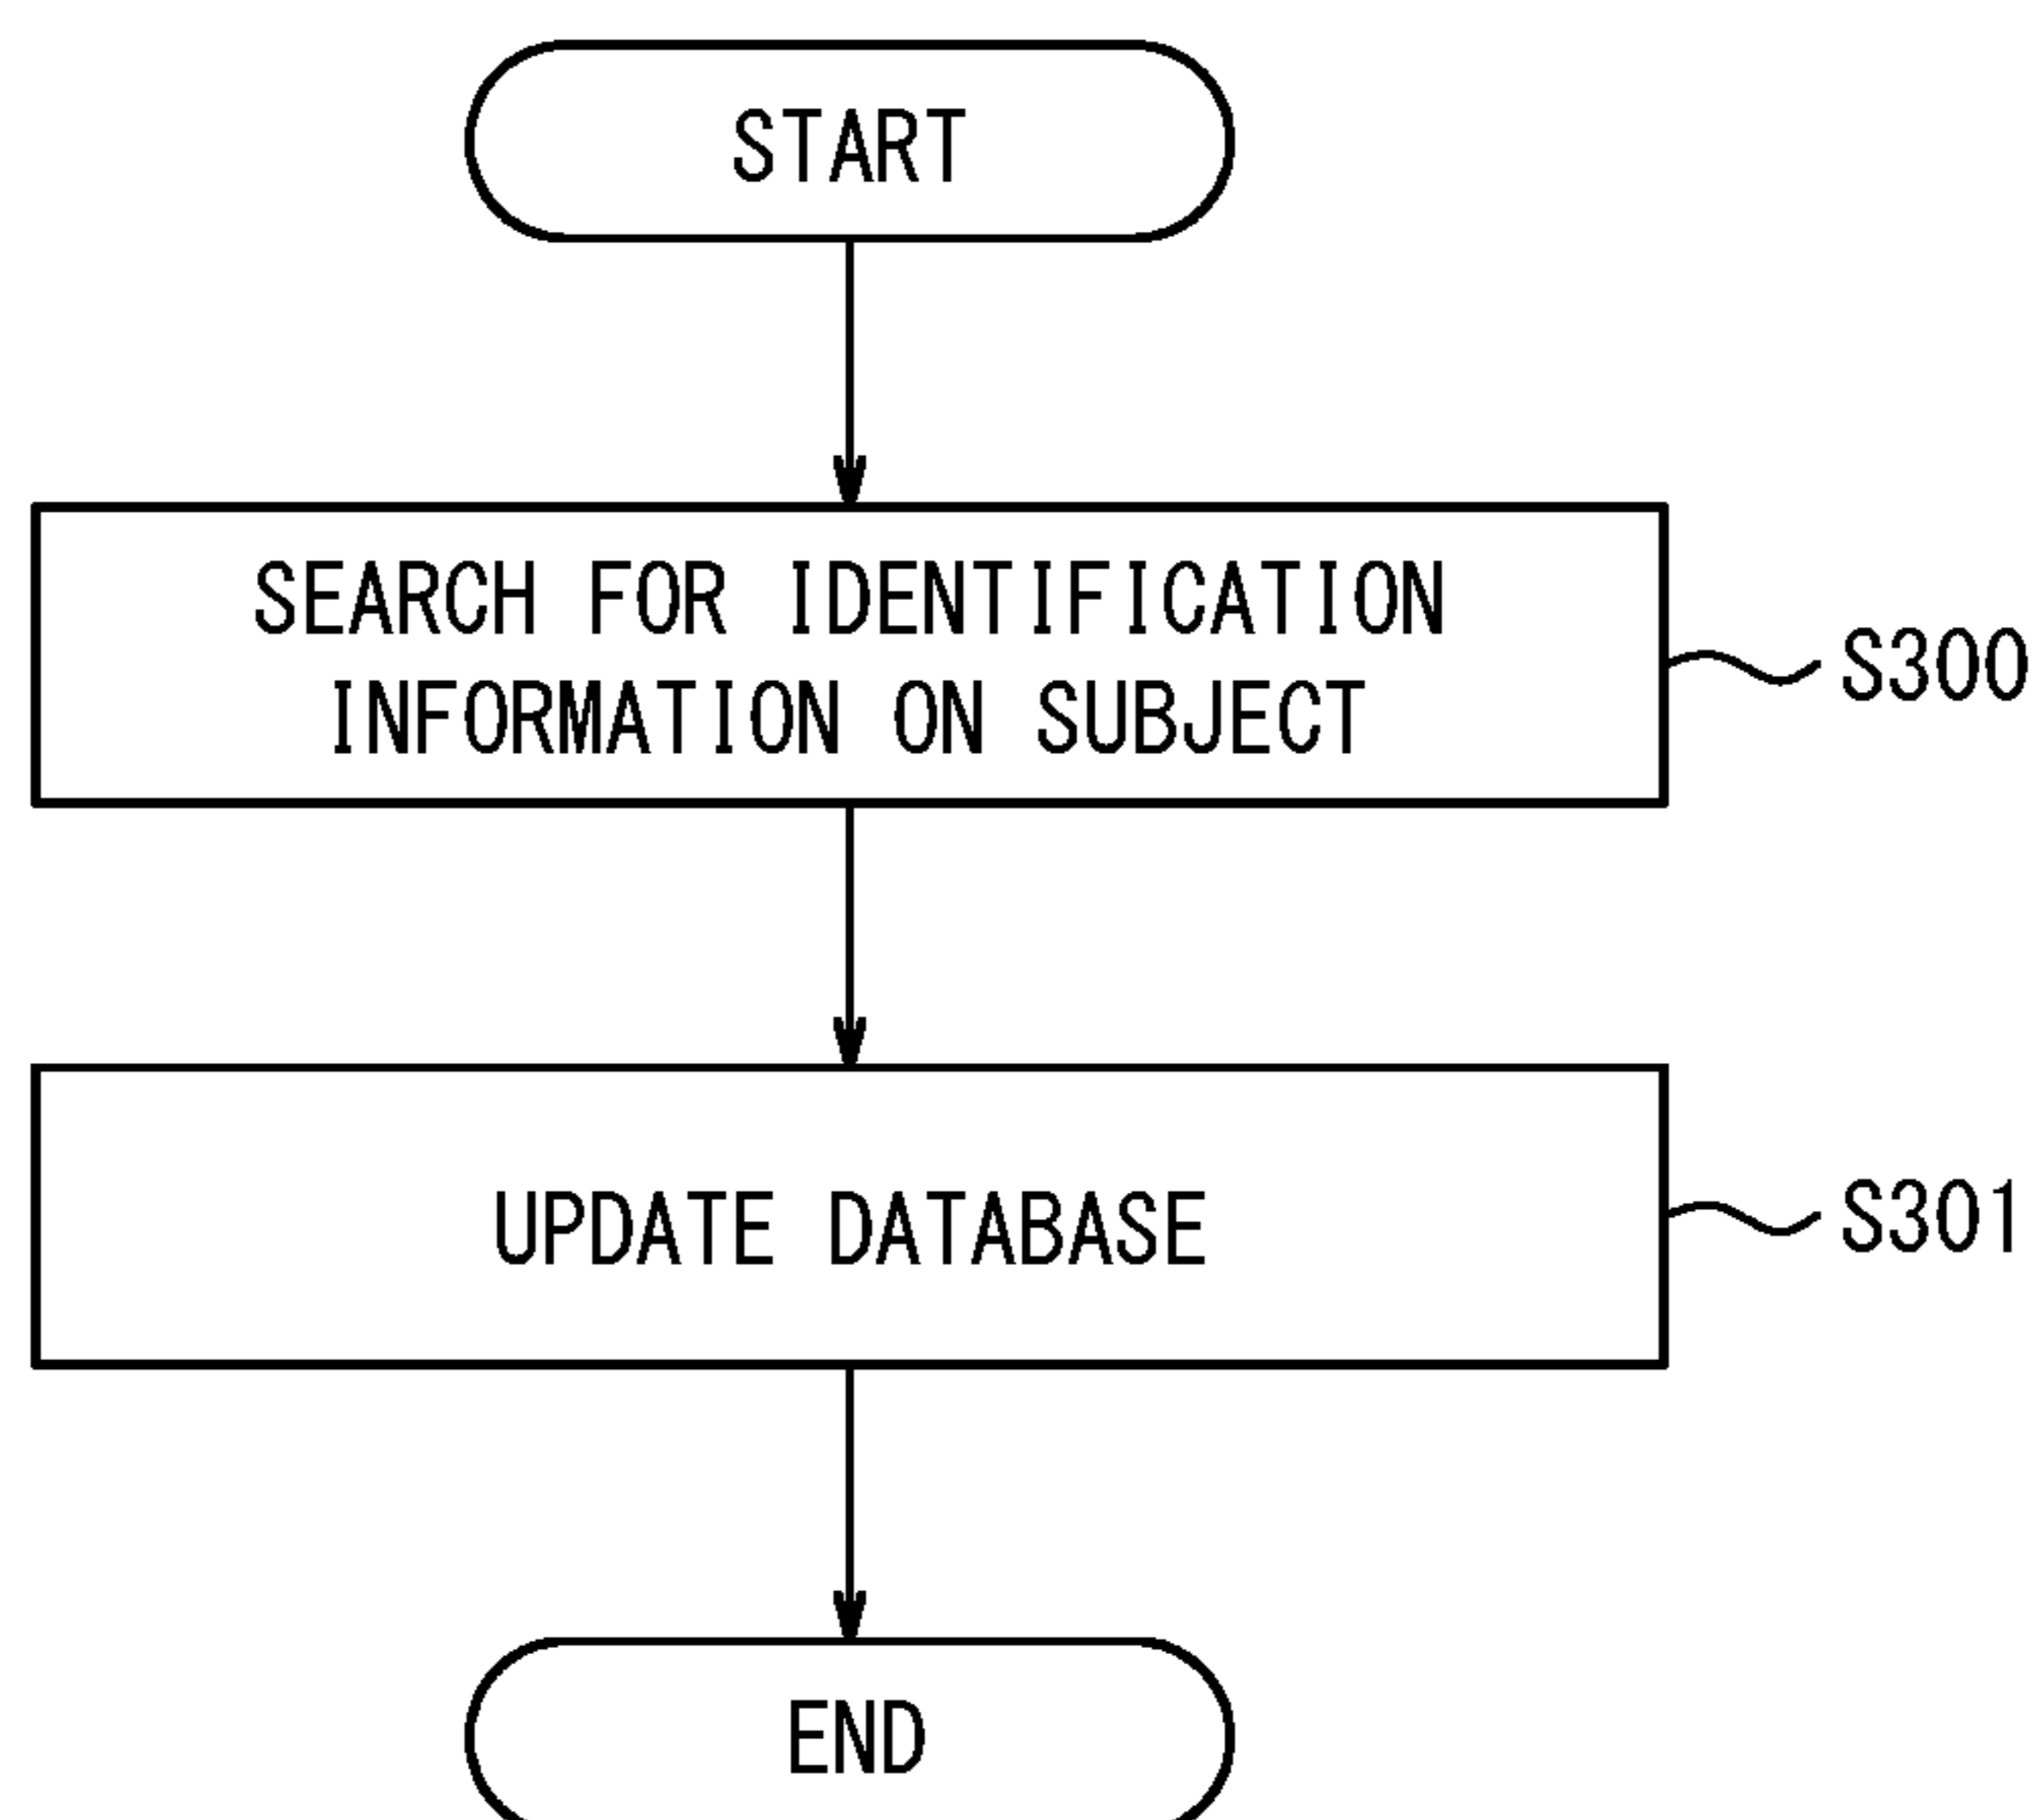 START
SEARCH FOR IDENTIFICATION
INFORMATION ON SUBJECT
S300
UPDATE DATABASE
S301
END